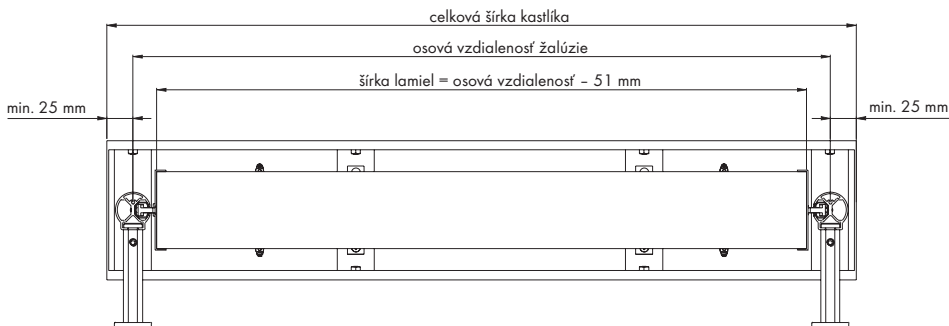 celková šírka kastlíka
osová vzdialenosť žalúzie
šírka lamiel = osová vzdialenosť – 51 mm
min. 25 mm
min. 25 mm